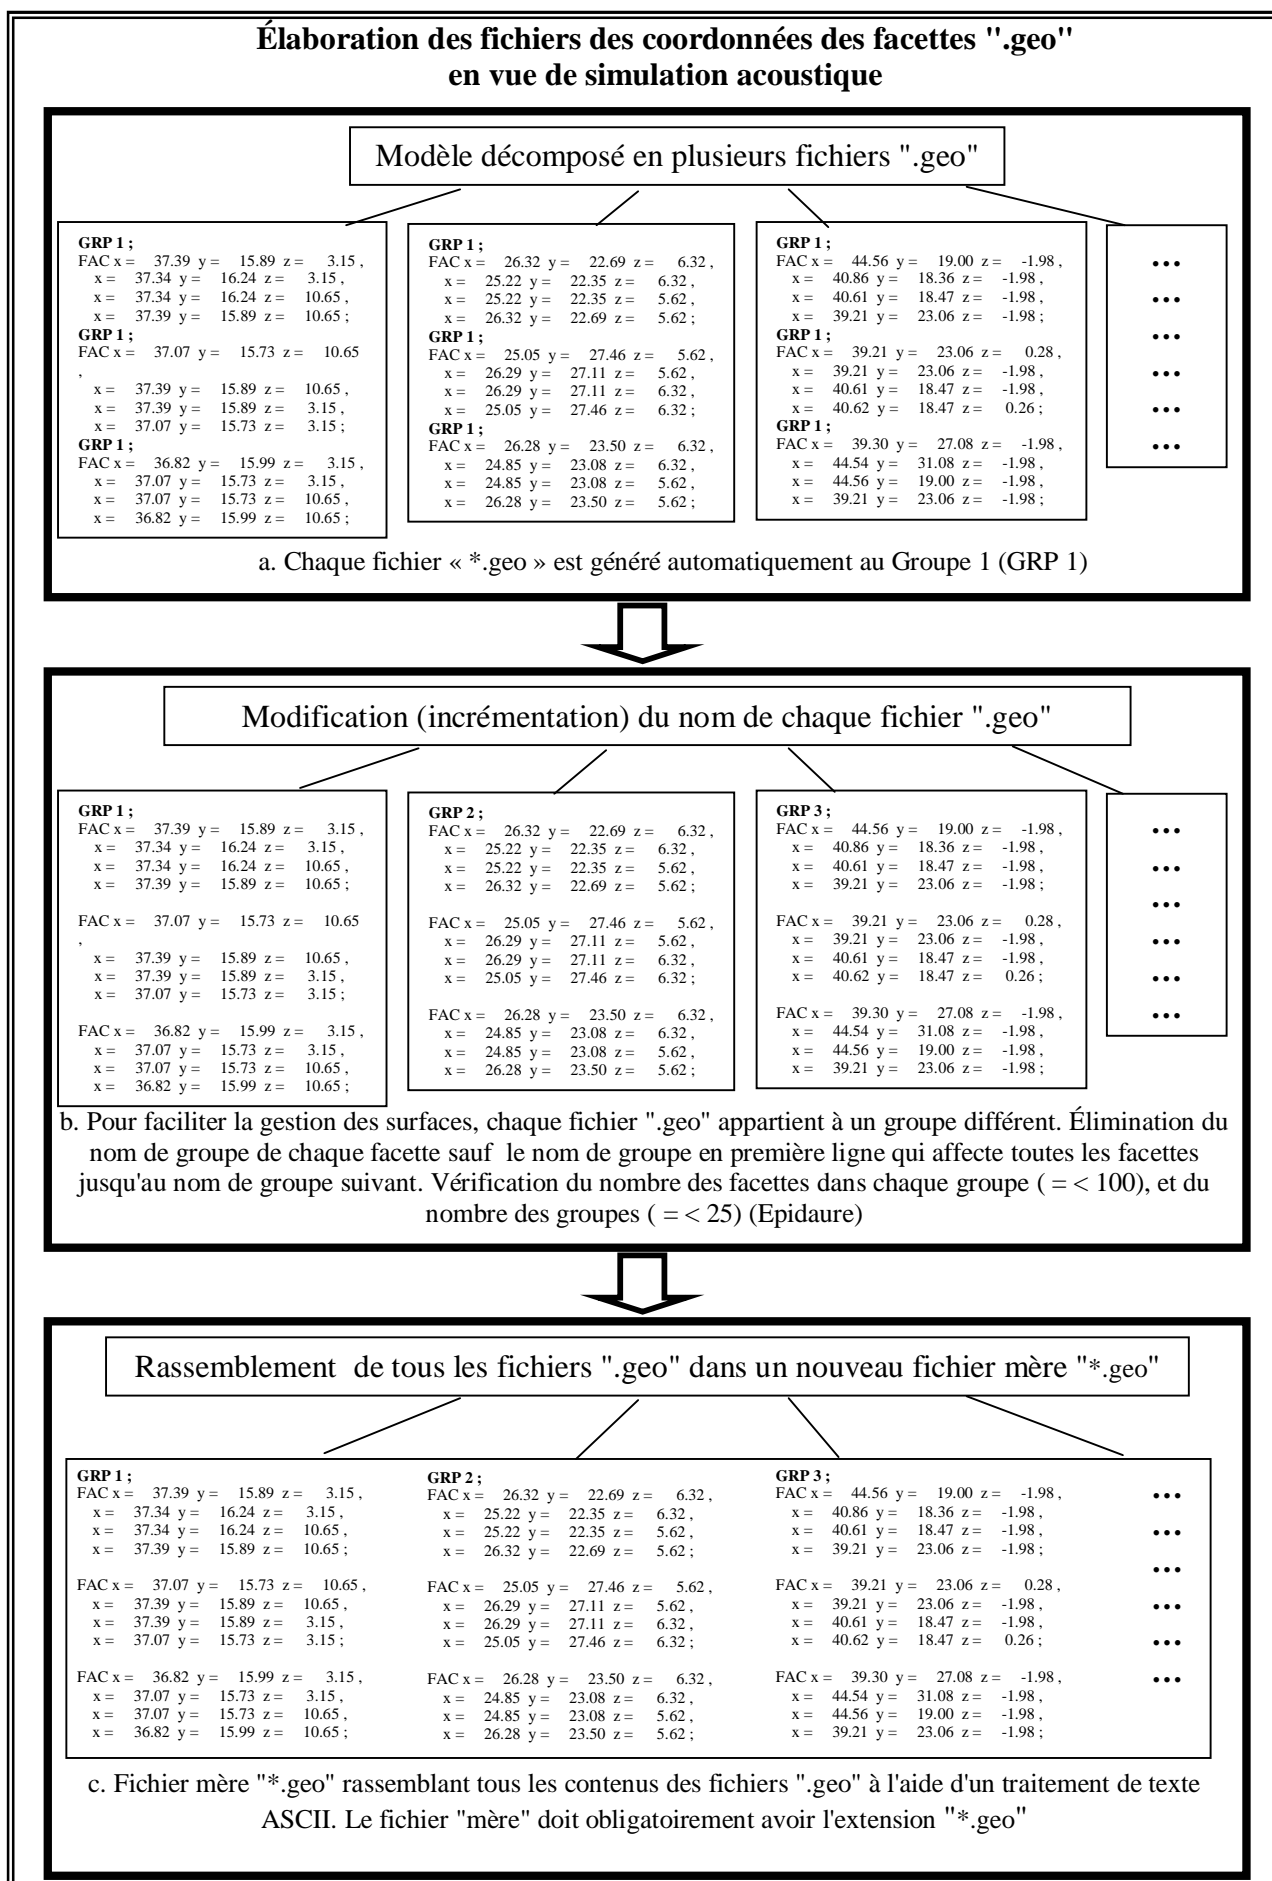 Élaboration des fichiers des coordonnées des facettes ".geo"
en vue de simulation acoustique
Modèle décomposé en plusieurs fichiers ".geo"
GRP 1 ;
FAC x = 37.39 y = 15.89 z = 3.15 ,
x = 37.34 y = 16.24 z = 3.15 ,
x = 37.34 y = 16.24 z = 10.65 ,
x = 37.39 y = 15.89 z = 10.65 ;
GRP 1 ;
FAC x = 37.07 y = 15.73 z = 10.65
,
x = 37.39 y = 15.89 z = 10.65 ,
x = 37.39 y = 15.89 z = 3.15 ,
x = 37.07 y = 15.73 z = 3.15 ;
GRP 1 ;
FAC x = 36.82 y = 15.99 z = 3.15 ,
x = 37.07 y = 15.73 z = 3.15 ,
x = 37.07 y = 15.73 z = 10.65 ,
x = 36.82 y = 15.99 z = 10.65 ;
GRP 1 ;
FAC x = 26.32 y = 22.69 z = 6.32 ,
x = 25.22 y = 22.35 z = 6.32 ,
x = 25.22 y = 22.35 z = 5.62 ,
x = 26.32 y = 22.69 z = 5.62 ;
GRP 1 ;
FAC x = 25.05 y = 27.46 z = 5.62 ,
x = 26.29 y = 27.11 z = 5.62 ,
x = 26.29 y = 27.11 z = 6.32 ,
x = 25.05 y = 27.46 z = 6.32 ;
GRP 1 ;
FAC x = 26.28 y = 23.50 z = 6.32 ,
x = 24.85 y = 23.08 z = 6.32 ,
x = 24.85 y = 23.08 z = 5.62 ,
x = 26.28 y = 23.50 z = 5.62 ;
GRP 1 ;
FAC x = 44.56 y = 19.00 z = -1.98 ,
x = 40.86 y = 18.36 z = -1.98 ,
x = 40.61 y = 18.47 z = -1.98 ,
x = 39.21 y = 23.06 z = -1.98 ;
GRP 1 ;
FAC x = 39.21 y = 23.06 z = 0.28 ,
x = 39.21 y = 23.06 z = -1.98 ,
x = 40.61 y = 18.47 z = -1.98 ,
x = 40.62 y = 18.47 z = 0.26 ;
GRP 1 ;
FAC x = 39.30 y = 27.08 z = -1.98 ,
x = 44.54 y = 31.08 z = -1.98 ,
x = 44.56 y = 19.00 z = -1.98 ,
x = 39.21 y = 23.06 z = -1.98 ;
...
...
...
...
...
...
a. Chaque fichier « *.geo » est généré automatiquement au Groupe 1 (GRP 1)
Modification (incrémentation) du nom de chaque fichier ".geo"
GRP 1 ;
FAC x = 37.39 y = 15.89 z = 3.15 ,
x = 37.34 y = 16.24 z = 3.15 ,
x = 37.34 y = 16.24 z = 10.65 ,
x = 37.39 y = 15.89 z = 10.65 ;
FAC x = 37.07 y = 15.73 z = 10.65
,
x = 37.39 y = 15.89 z = 10.65 ,
x = 37.39 y = 15.89 z = 3.15 ,
x = 37.07 y = 15.73 z = 3.15 ;
FAC x = 36.82 y = 15.99 z = 3.15 ,
x = 37.07 y = 15.73 z = 3.15 ,
x = 37.07 y = 15.73 z = 10.65 ,
x = 36.82 y = 15.99 z = 10.65 ;
GRP 2 ;
FAC x = 26.32 y = 22.69 z = 6.32 ,
x = 25.22 y = 22.35 z = 6.32 ,
x = 25.22 y = 22.35 z = 5.62 ,
x = 26.32 y = 22.69 z = 5.62 ;
FAC x = 25.05 y = 27.46 z = 5.62 ,
x = 26.29 y = 27.11 z = 5.62 ,
x = 26.29 y = 27.11 z = 6.32 ,
x = 25.05 y = 27.46 z = 6.32 ;
FAC x = 26.28 y = 23.50 z = 6.32 ,
x = 24.85 y = 23.08 z = 6.32 ,
x = 24.85 y = 23.08 z = 5.62 ,
x = 26.28 y = 23.50 z = 5.62 ;
GRP 3 ;
FAC x = 44.56 y = 19.00 z = -1.98 ,
x = 40.86 y = 18.36 z = -1.98 ,
x = 40.61 y = 18.47 z = -1.98 ,
x = 39.21 y = 23.06 z = -1.98 ;
FAC x = 39.21 y = 23.06 z = 0.28 ,
x = 39.21 y = 23.06 z = -1.98 ,
x = 40.61 y = 18.47 z = -1.98 ,
x = 40.62 y = 18.47 z = 0.26 ;
FAC x = 39.30 y = 27.08 z = -1.98 ,
x = 44.54 y = 31.08 z = -1.98 ,
x = 44.56 y = 19.00 z = -1.98 ,
x = 39.21 y = 23.06 z = -1.98 ;
...
...
...
...
...
...
b. Pour faciliter la gestion des surfaces, chaque fichier ".geo" appartient à un groupe différent. Élimination du
nom de groupe de chaque facette sauf le nom de groupe en première ligne qui affecte toutes les facettes
jusqu'au nom de groupe suivant. Vérification du nombre des facettes dans chaque groupe ( = < 100), et du
nombre des groupes ( = < 25) (Epidaure)
Rassemblement de tous les fichiers ".geo" dans un nouveau fichier mère "*.geo"
GRP 1 ;
FAC x = 37.39 y = 15.89 z = 3.15 ,
x = 37.34 y = 16.24 z = 3.15 ,
x = 37.34 y = 16.24 z = 10.65 ,
x = 37.39 y = 15.89 z = 10.65 ;
FAC x = 37.07 y = 15.73 z = 10.65 ,
x = 37.39 y = 15.89 z = 10.65 ,
x = 37.39 y = 15.89 z = 3.15 ,
x = 37.07 y = 15.73 z = 3.15 ;
FAC x = 36.82 y = 15.99 z = 3.15 ,
x = 37.07 y = 15.73 z = 3.15 ,
x = 37.07 y = 15.73 z = 10.65 ,
x = 36.82 y = 15.99 z = 10.65 ;
GRP 2 ;
FAC x = 26.32 y = 22.69 z = 6.32 ,
x = 25.22 y = 22.35 z = 6.32 ,
x = 25.22 y = 22.35 z = 5.62 ,
x = 26.32 y = 22.69 z = 5.62 ;
FAC x = 25.05 y = 27.46 z = 5.62 ,
x = 26.29 y = 27.11 z = 5.62 ,
x = 26.29 y = 27.11 z = 6.32 ,
x = 25.05 y = 27.46 z = 6.32 ;
FAC x = 26.28 y = 23.50 z = 6.32 ,
x = 24.85 y = 23.08 z = 6.32 ,
x = 24.85 y = 23.08 z = 5.62 ,
x = 26.28 y = 23.50 z = 5.62 ;
GRP 3 ;
FAC x = 44.56 y = 19.00 z = -1.98 ,
x = 40.86 y = 18.36 z = -1.98 ,
x = 40.61 y = 18.47 z = -1.98 ,
x = 39.21 y = 23.06 z = -1.98 ;
FAC x = 39.21 y = 23.06 z = 0.28 ,
x = 39.21 y = 23.06 z = -1.98 ,
x = 40.61 y = 18.47 z = -1.98 ,
x = 40.62 y = 18.47 z = 0.26 ;
FAC x = 39.30 y = 27.08 z = -1.98 ,
x = 44.54 y = 31.08 z = -1.98 ,
x = 44.56 y = 19.00 z = -1.98 ,
x = 39.21 y = 23.06 z = -1.98 ;
...
...
...
...
...
...
c. Fichier mère "*.geo" rassemblant tous les contenus des fichiers ".geo" à l'aide d'un traitement de texte
ASCII. Le fichier "mère" doit obligatoirement avoir l'extension "*.geo"